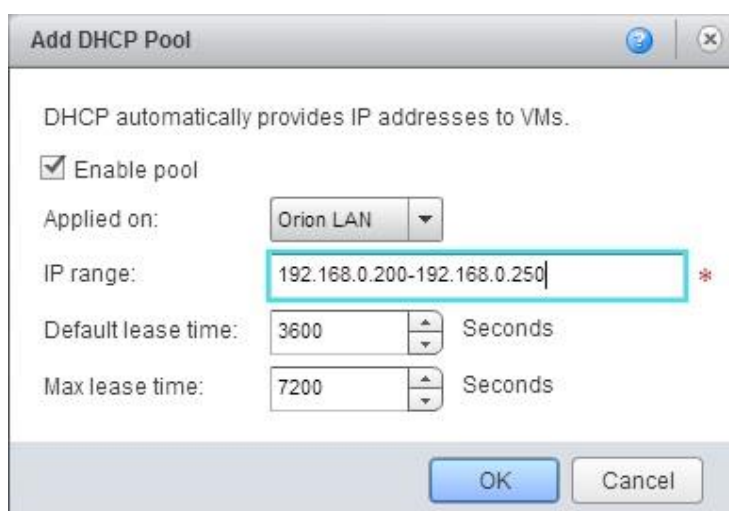 Add DHCP Pool
DHCP automatically provides IP addresses to VMs.
Enable pool
Applied on: Orion LAN
IP range: 192.168.0.200-192.168.0.250 *
Default lease time: 3600 Seconds
Max lease time: 7200 Seconds
OK Cancel